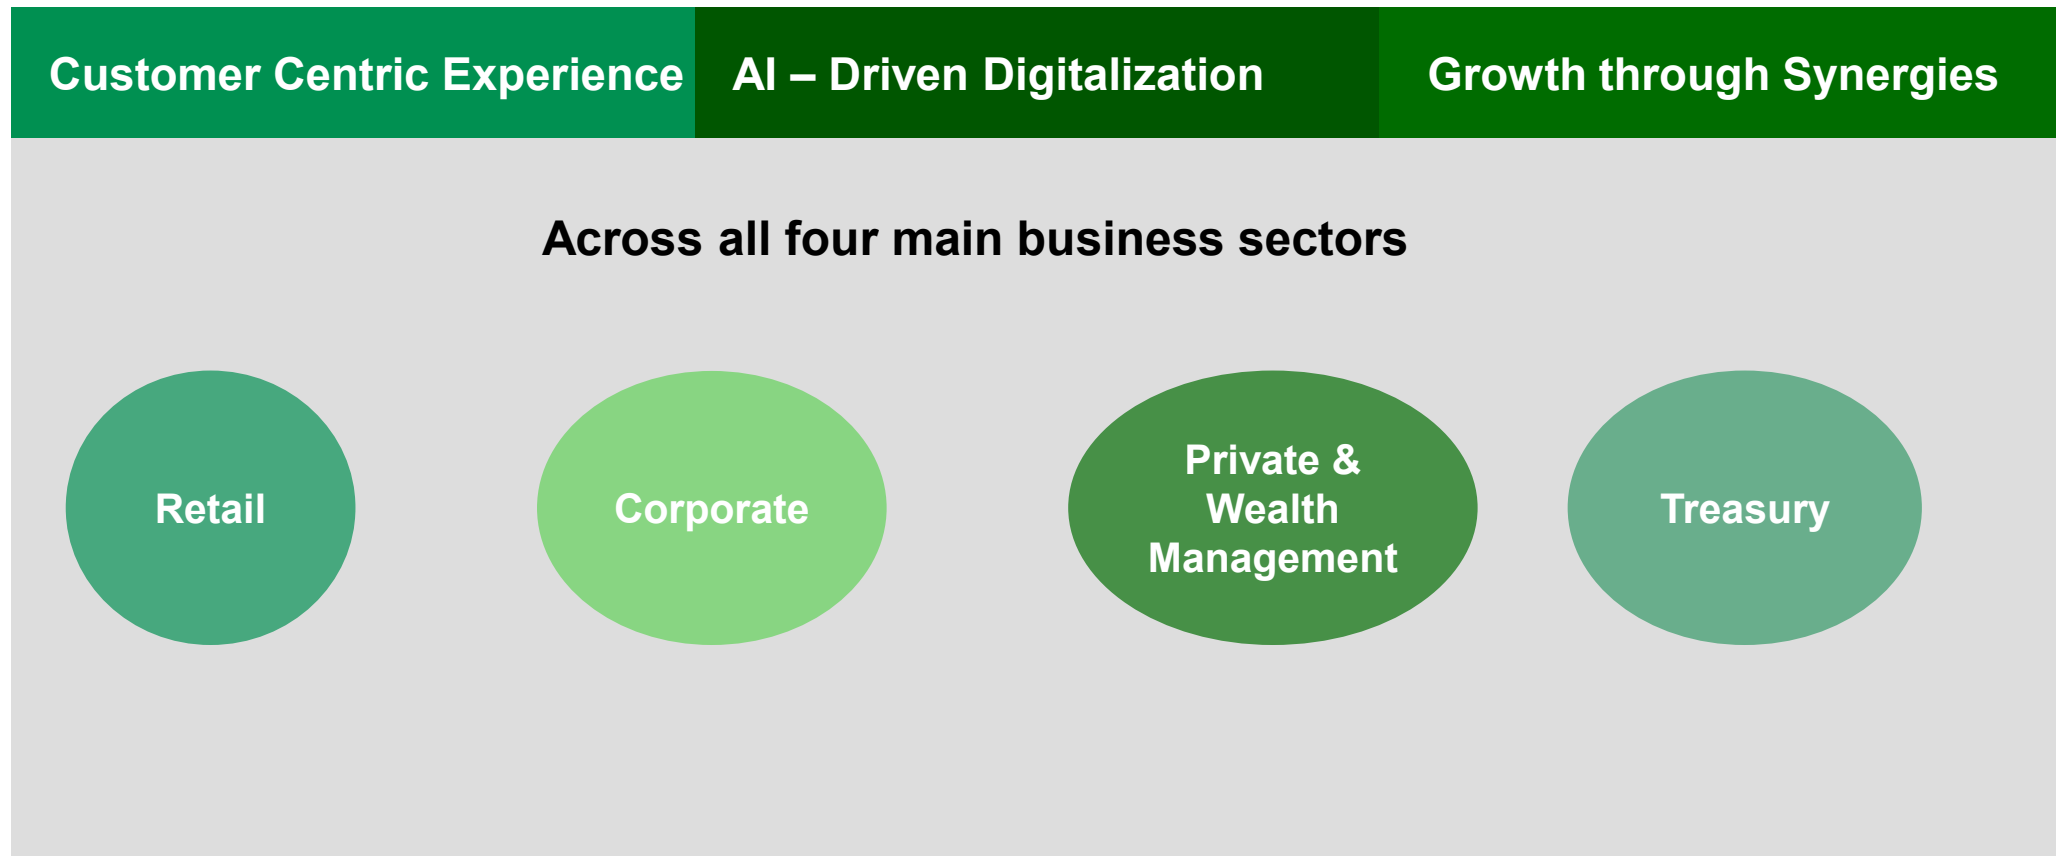 Customer Centric Experience
AI – Driven Digitalization
Growth through Synergies
Across all four main business sectors
Retail
Corporate
Private &
Wealth
Management
Treasury